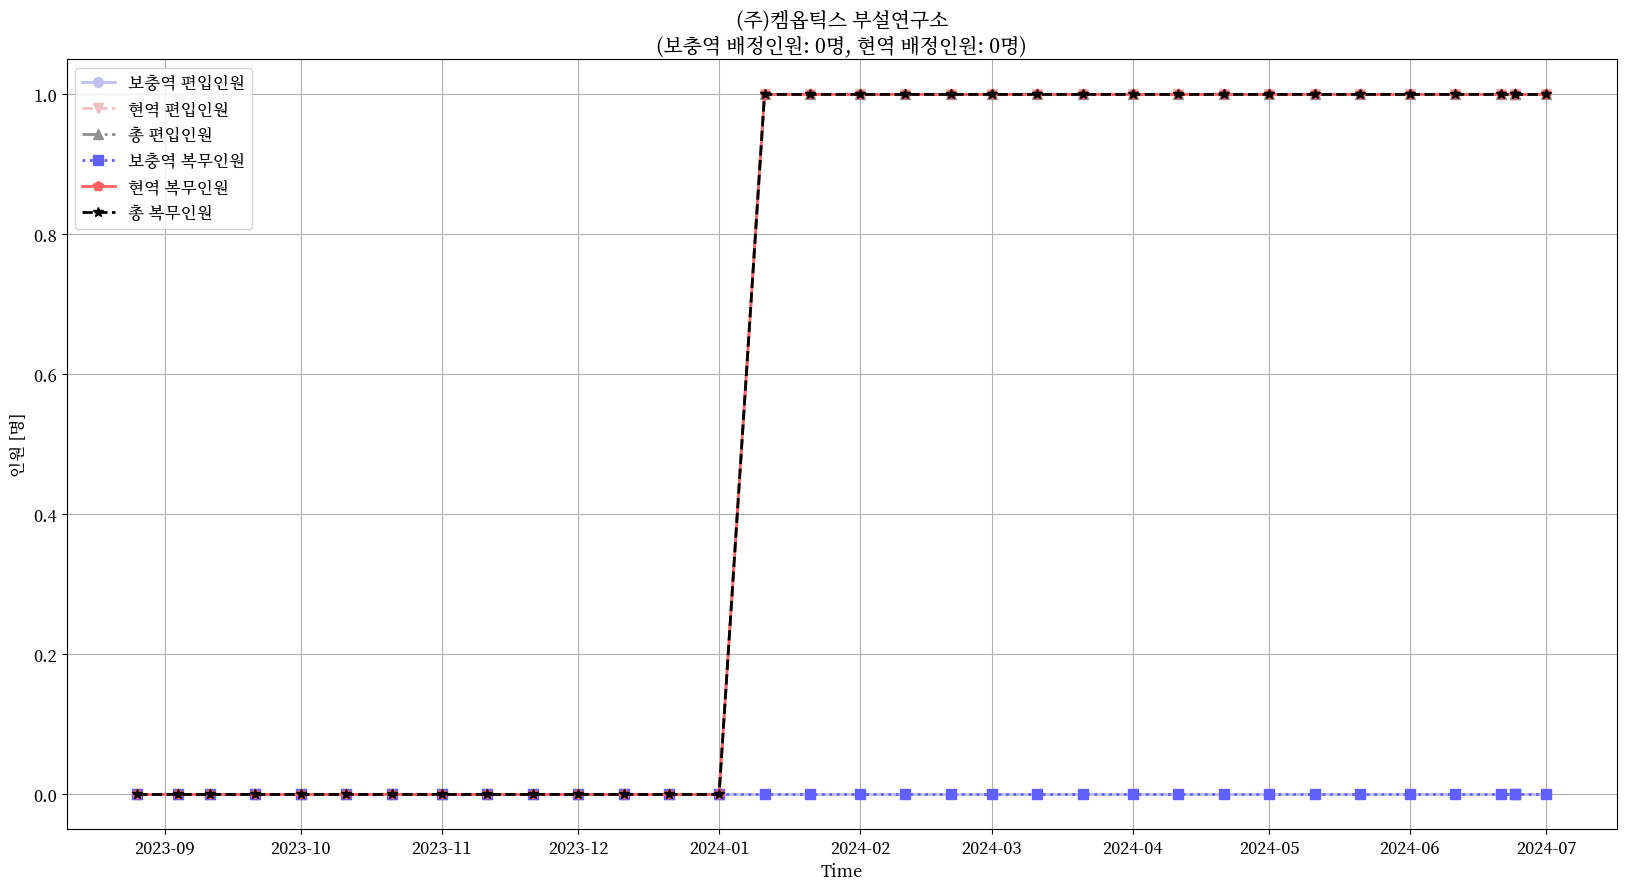 (주)켐옵틱스 부설연구소
(보충역 배정인원: 0명, 현역 배정인원: 0명)
보충역 편입인원
현역 편입인원
총 편입인원
보충역 복무인원
현역 복무인원
총 복무인원
1.0
0.8
0.6
0.4
0.2
0.0
인원 [명]
2023-09 2023-10 2023-11 2023-12 2024-01 2024-02 2024-03 2024-04 2024-05 2024-06 2024-07
Time